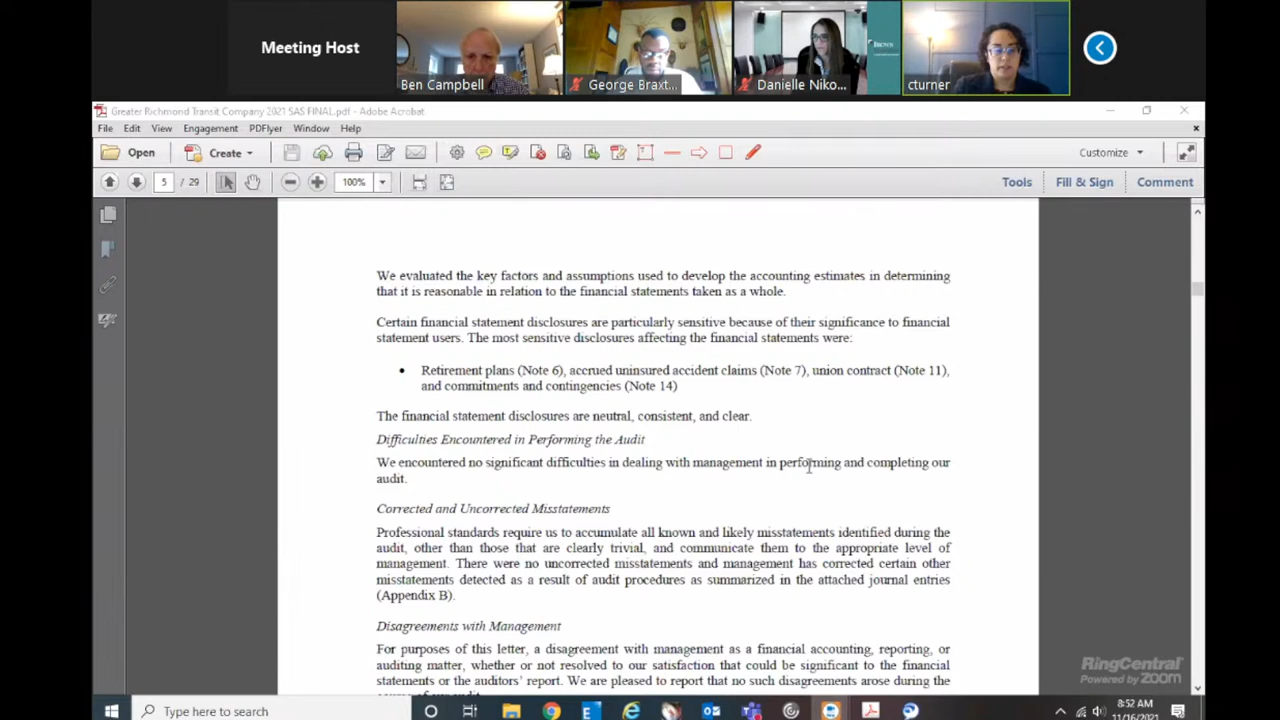 Meeting Host
Ben Campbell
George Braxt...
Danielle Niko...
cturner
BROWN
Greater Richmond Transit Company 2021 SAS FINAL.pdf - Adobe Acrobat
File Edit View Engagement PDFlyer Window Help
Open Create Customize
5 / 29 100% Tools Fill & Sign Comment
We evaluated the key factors and assumptions used to develop the accounting estimates in determining
that it is reasonable in relation to the financial statements taken as a whole.
Certain financial statement disclosures are particularly sensitive because of their significance to financial
statement users. The most sensitive disclosures affecting the financial statements were:
• Retirement plans (Note 6), accrued uninsured accident claims (Note 7), union contract (Note 11),
and commitments and contingencies (Note 14)
The financial statement disclosures are neutral, consistent, and clear.
Difficulties Encountered in Performing the Audit
We encountered no significant difficulties in dealing with management in performing and completing our
audit.
Corrected and Uncorrected Misstatements
Professional standards require us to accumulate all known and likely misstatements identified during the
audit, other than those that are clearly trivial, and communicate them to the appropriate level of
management. There were no uncorrected misstatements and management has corrected certain other
misstatements detected as a result of audit procedures as summarized in the attached journal entries
(Appendix B).
Disagreements with Management
For purposes of this letter, a disagreement with management as a financial accounting, reporting, or
auditing matter, whether or not resolved to our satisfaction that could be significant to the financial
statements or the auditors' report. We are pleased to report that no such disagreements arose during the
course of our audit.
RingCentral
Powered by Zoom
Type here to search
8:52 AM
11/16/202